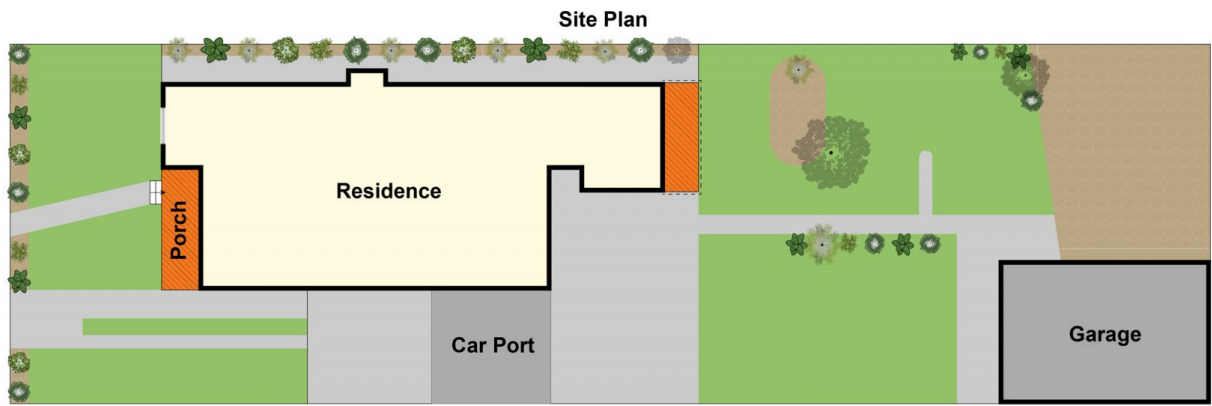 Site Plan
Residence
Porch
Car Port
Garage